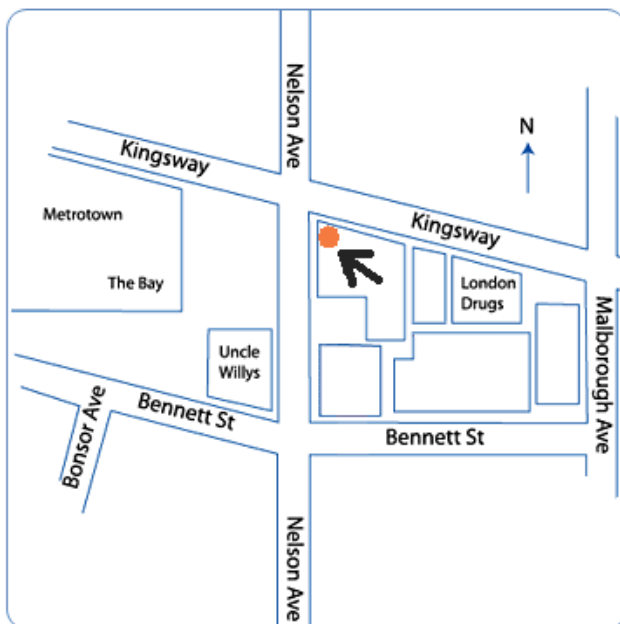 Nelson Ave
N
Kingsway
Metrotown
Kingsway
The Bay
London
Drugs
Malborough Ave
Uncle
Willys
Bonsor Ave
Bennett St
Bennett St
Nelson Ave